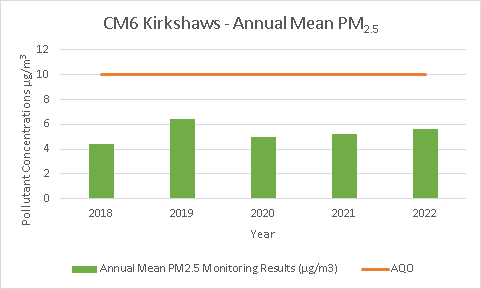 CM6 Kirkshaws - Annual Mean PM2.5
12
10
8
6
4
2
0
Pollutant Concentrations µg/m³
2018 2019 2020 2021 2022
Year
Annual Mean PM2.5 Monitoring Results (µg/m3) AQO